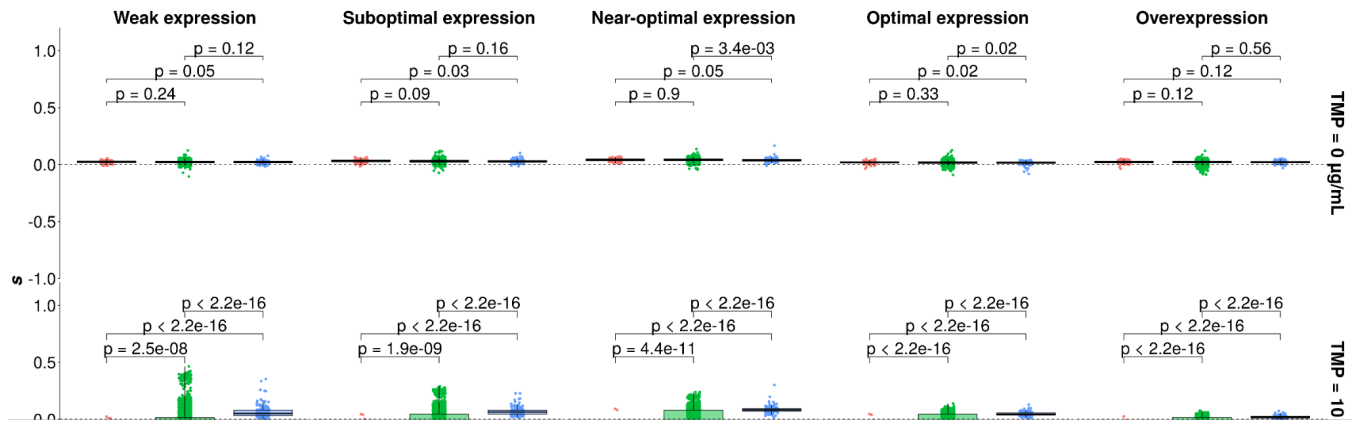 Weak expression Suboptimal expression Near-optimal expression Optimal expression Overexpression
1.0
p = 0.12 p = 0.16 p = 3.4e-03 p = 0.02 p = 0.56
p = 0.05 p = 0.03 p = 0.05 p = 0.02 p = 0.12
0.5
p = 0.24 p = 0.09 p = 0.9 p = 0.33 p = 0.12
0.0
-0.5
-1.0
TMP = 0 µg/mL
s
1.0
p < 2.2e-16 p < 2.2e-16 p < 2.2e-16 p < 2.2e-16 p < 2.2e-16
p < 2.2e-16 p < 2.2e-16 p < 2.2e-16 p < 2.2e-16 p < 2.2e-16
0.5
p = 2.5e-08 p = 1.9e-09 p = 4.4e-11 p < 2.2e-16 p < 2.2e-16
0.0
TMP = 10